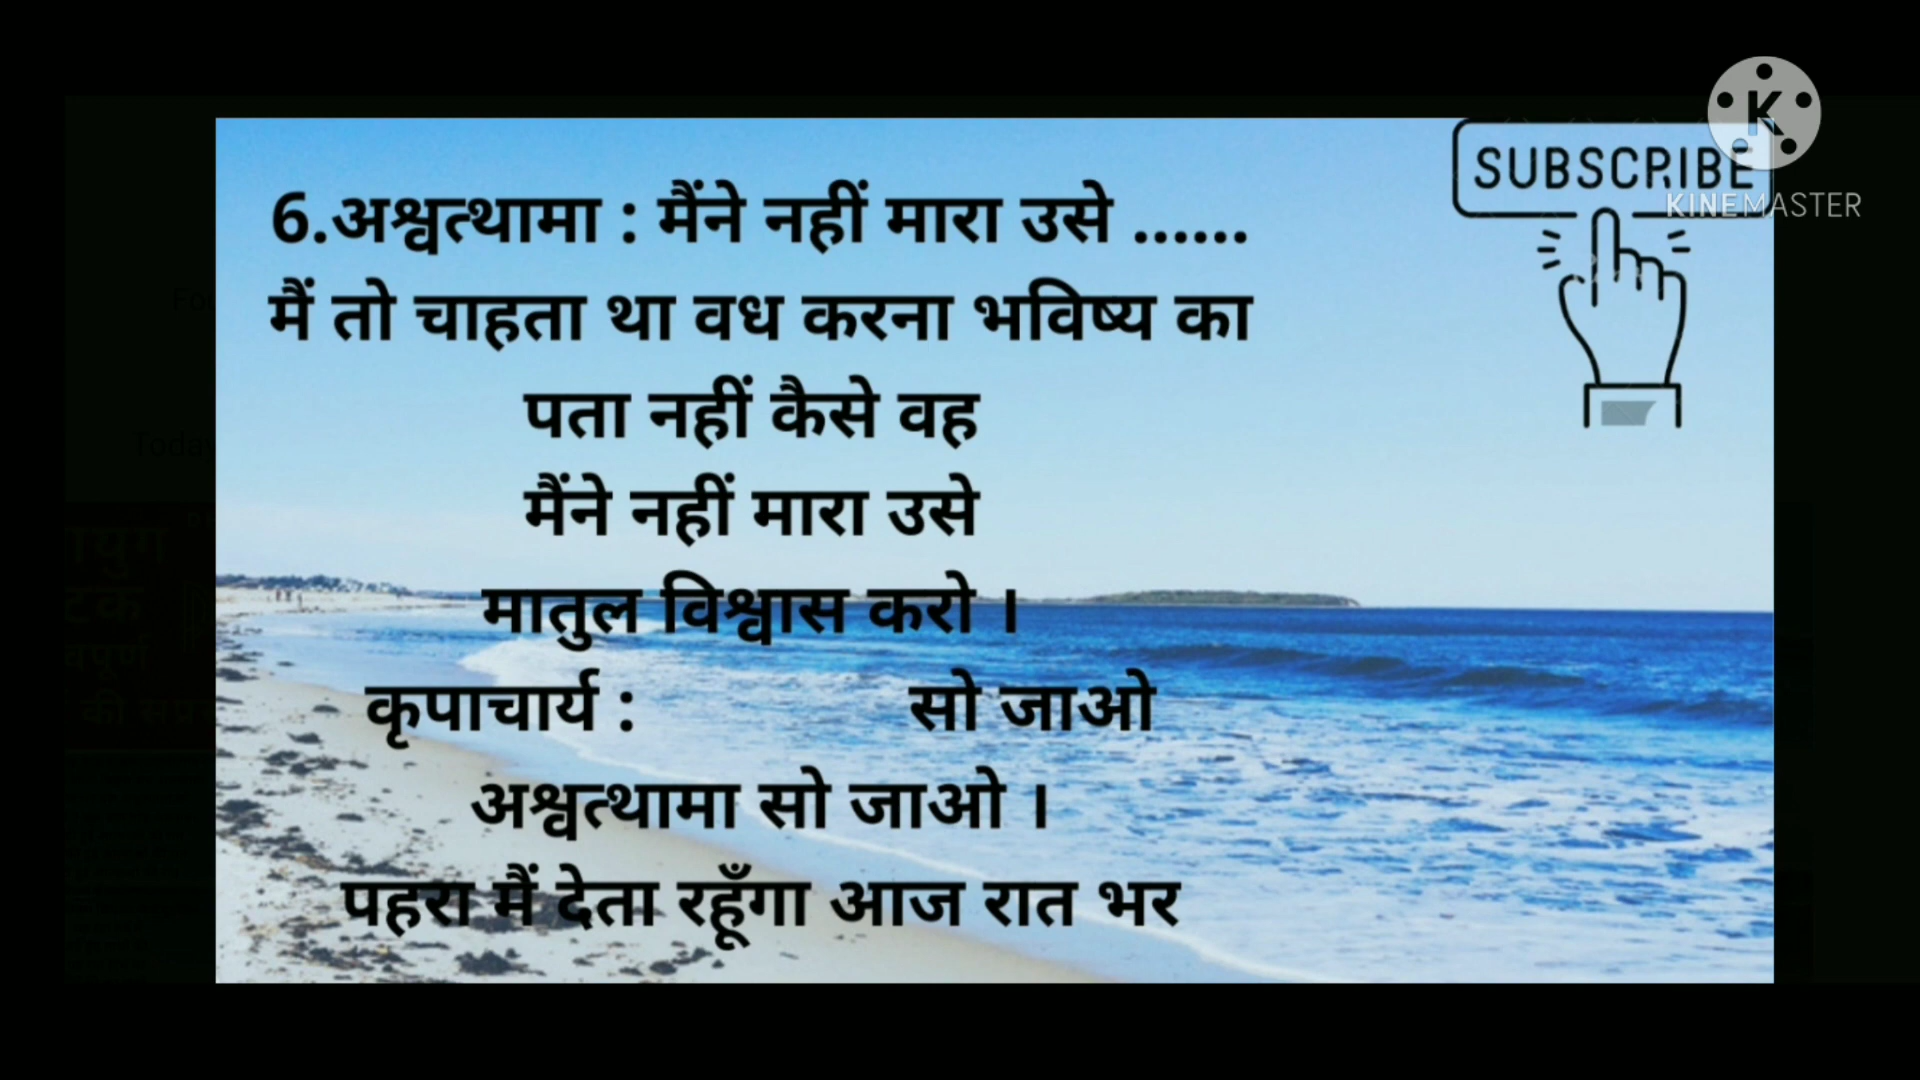 SUBSCRIBE
KINEMASTER
6.अश्वत्थामा : मैंने नहीं मारा उसे ......
मैं तो चाहता था वध करना भविष्य का
पता नहीं कैसे वह
मैंने नहीं मारा उसे
मातुल विश्वास करो ।
कृपाचार्य : सो जाओ
अश्वत्थामा सो जाओ ।
पहरा मैं देता रहूँगा आज रात भर